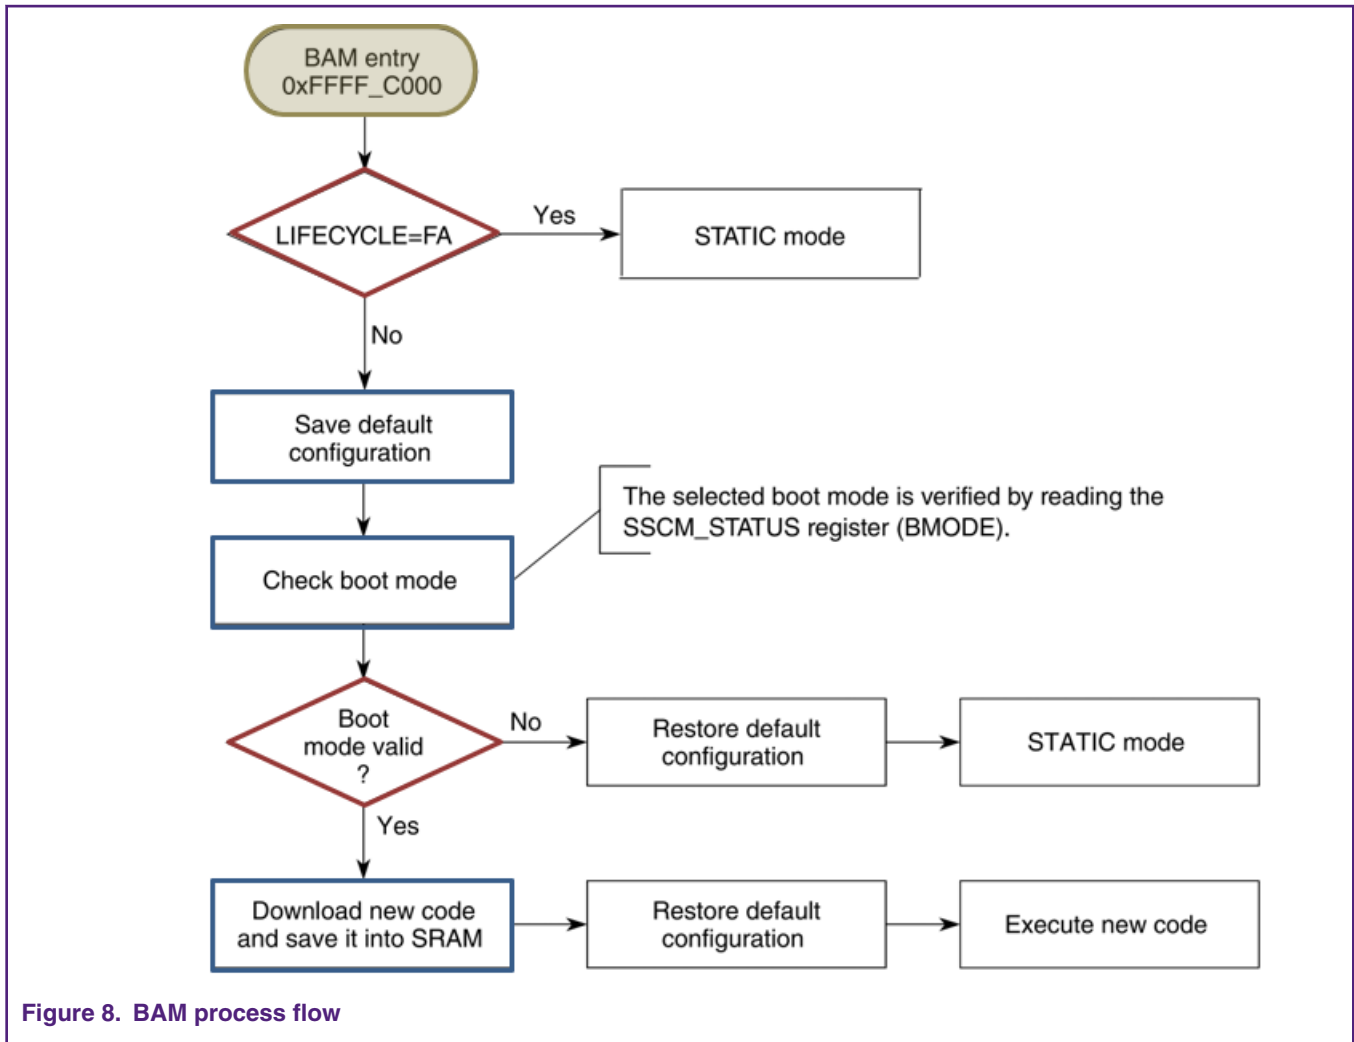 BAM entry
0xFFFF_C000
LIFECYCLE=FA
Yes
STATIC mode
No
Save default
configuration
The selected boot mode is verified by reading the
SSCM_STATUS register (BMODE).
Check boot mode
Boot
mode valid
?
No
Restore default
configuration
STATIC mode
Yes
Download new code
and save it into SRAM
Restore default
configuration
Execute new code
Figure 8. BAM process flow